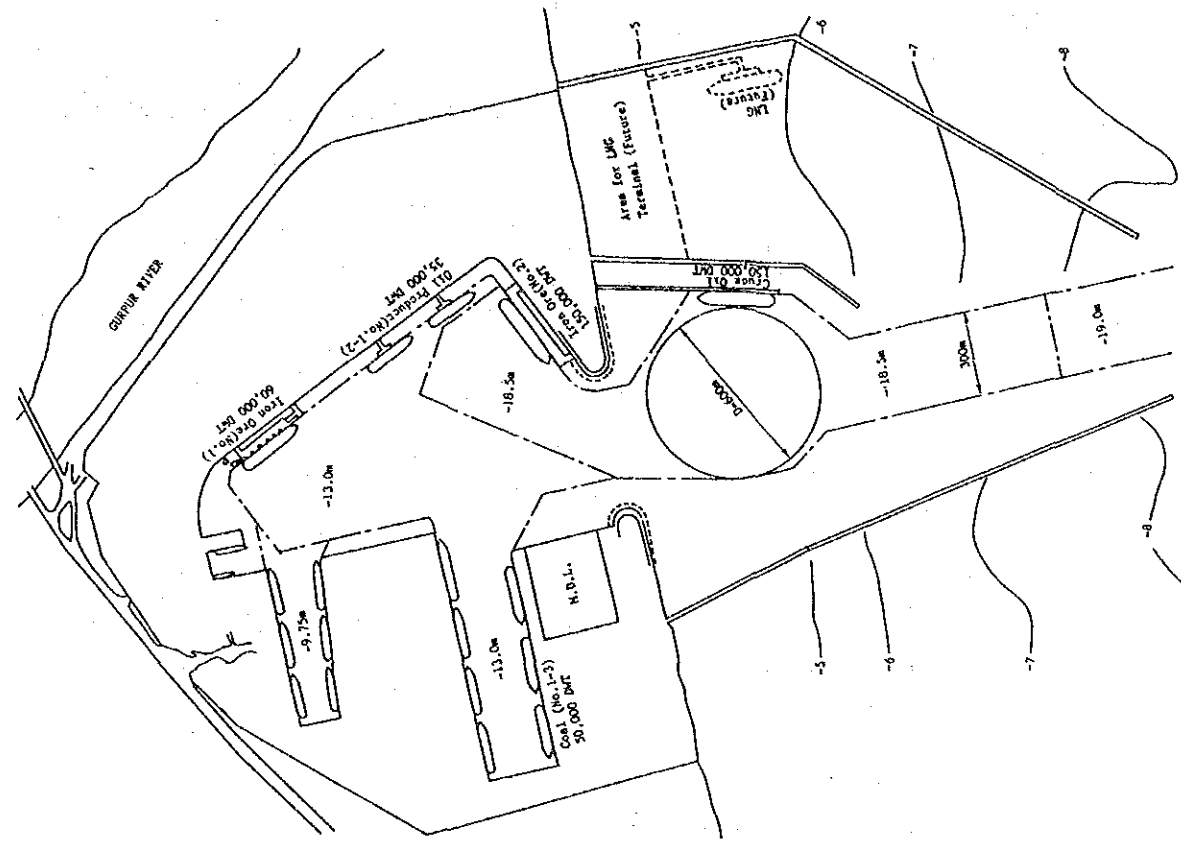 GURPUR RIVER
Iron Ore(No.1)
60,000 DWT
Oil Product(No.1-2)
35,000 DWT
Iron Ore(No.2)
150,000 DWT
Crude Oil
150,000 DWT
Area for LNG
Terminal (Future)
LNG
(Future)
-5
-6
-7
-8
-13.0m
-18.5m
D=600m
-9.75m
-13.0m
Coal (No.1-3)
50,000 DWT
-18.5m
300m
-19.0m
-5
-6
-7
-8